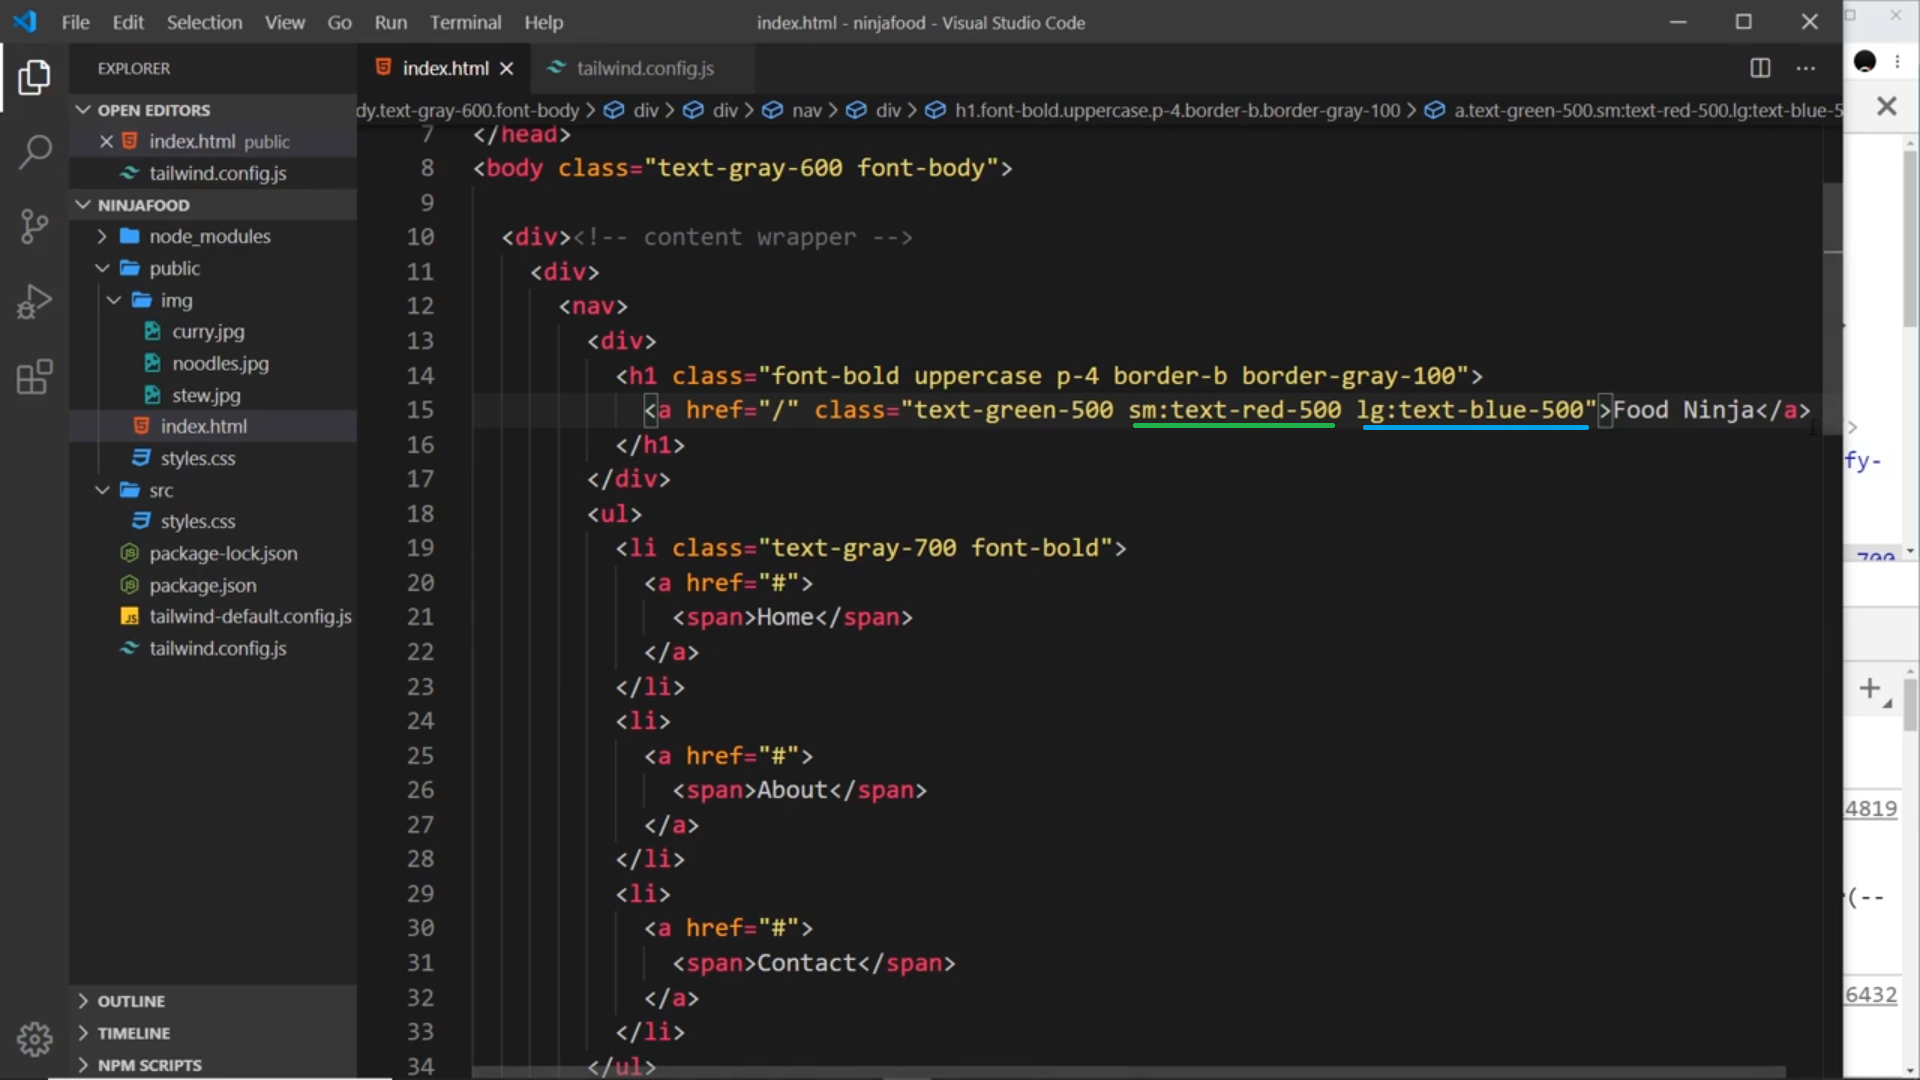 File Edit Selection View Go Run Terminal Help
index.html - ninjafood - Visual Studio Code
EXPLORER
OPEN EDITORS
index.html public
tailwind.config.js
NINJAFOOD
node_modules
public
img
curry.jpg
noodles.jpg
stew.jpg
index.html
styles.css
src
styles.css
package-lock.json
package.json
tailwind-default.config.js
tailwind.config.js
OUTLINE
TIMELINE
NPM SCRIPTS
index.html tailwind.config.js
dy.text-gray-600.font-body > div > div > nav > div > h1.font-bold.uppercase.p-4.border-b.border-gray-100 > a.text-green-500.sm:text-red-500.lg:text-blue-5
7 </head>
8 <body class="text-gray-600 font-body">
9
10 <div><!-- content wrapper -->
11 <div>
12 <nav>
13 <div>
14 <h1 class="font-bold uppercase p-4 border-b border-gray-100">
15 <a href="/" class="text-green-500 sm:text-red-500 lg:text-blue-500">Food Ninja</a>
16 </h1>
17 </div>
18 <ul>
19 <li class="text-gray-700 font-bold">
20 <a href="#">
21 <span>Home</span>
22 </a>
23 </li>
24 <li>
25 <a href="#">
26 <span>About</span>
27 </a>
28 </li>
29 <li>
30 <a href="#">
31 <span>Contact</span>
32 </a>
33 </li>
34 </ul>
>
fy-
4819
(--
6432